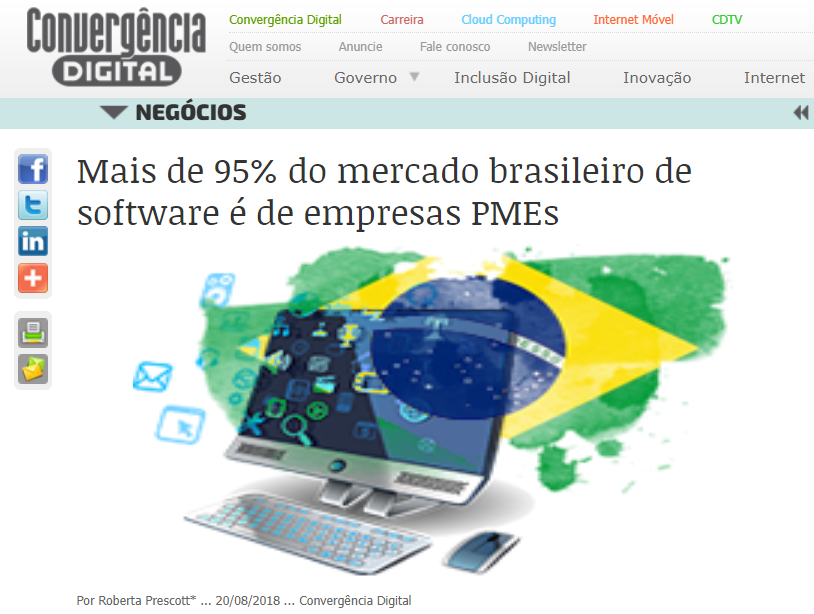 Convergência
DIGITAL
Convergência Digital Carreira Cloud Computing Internet Móvel CDTV
Quem somos Anuncie Fale conosco Newsletter
Gestão Governo Inclusão Digital Inovação Internet
NEGÓCIOS
Mais de 95% do mercado brasileiro de
software é de empresas PMEs
Por Roberta Prescott* ... 20/08/2018 ... Convergência Digital